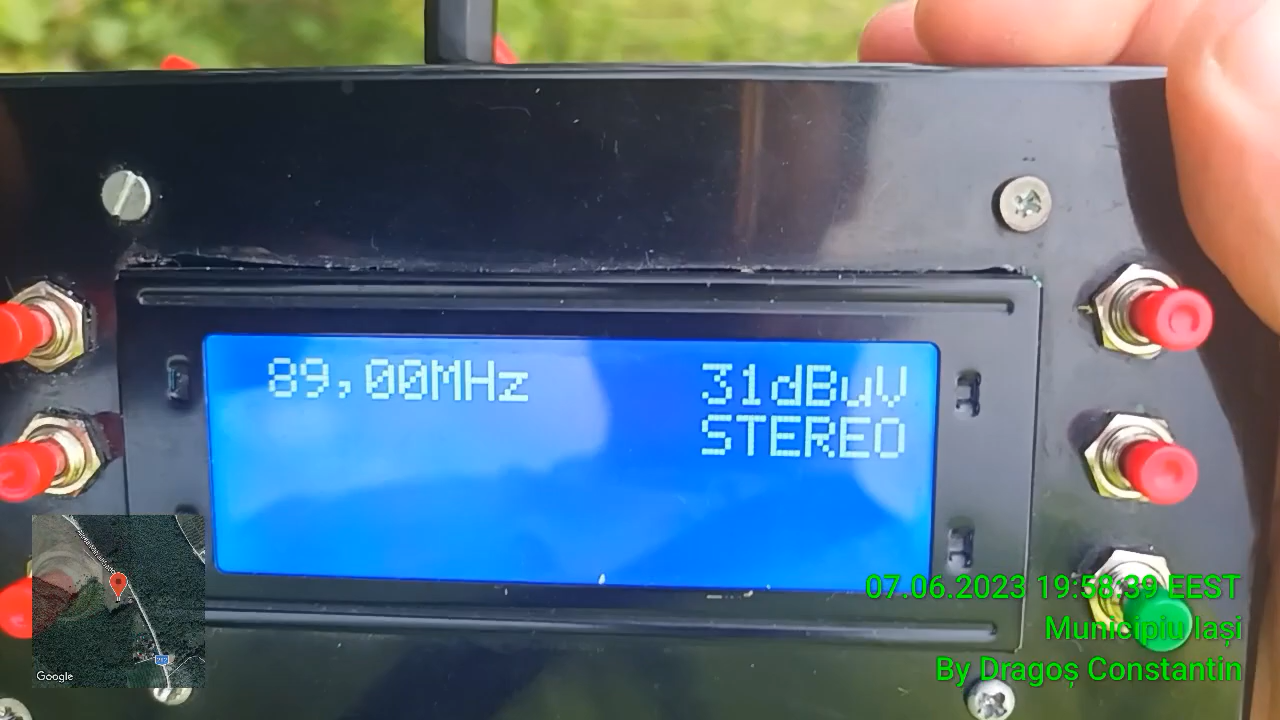 89,00MHz 31dBuV
STEREO
07.06.2023 19:58:39 EEST
Municipiu Iași
By Dragoș Constantin
Google